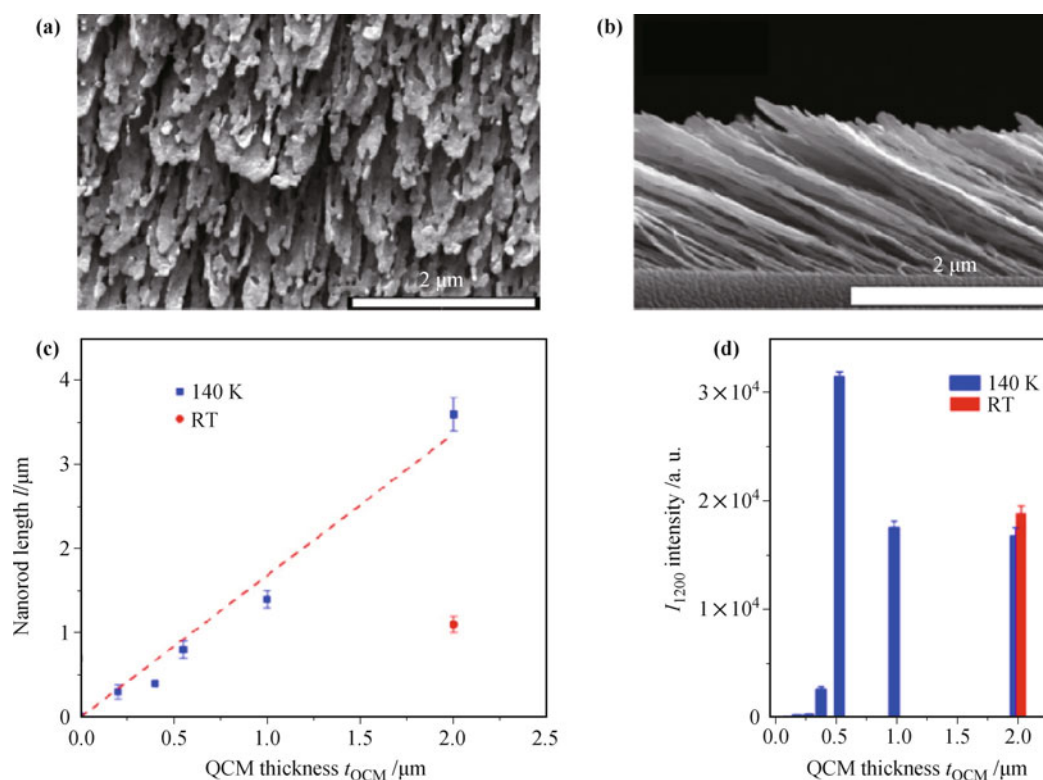 (a)
2 μm
(b)
2 μm
(c)
Nanorod length l/μm
4
3
2
1
0
140 K
RT
0
0.5
1.0
1.5
2.0
2.5
QCM thickness tQCM /μm
(d)
I1200 intensity /a. u.
3×10⁴
2×10⁴
1×10⁴
0
140 K
RT
0.0
0.5
1.0
1.5
2.0
QCM thickness tQCM /μm